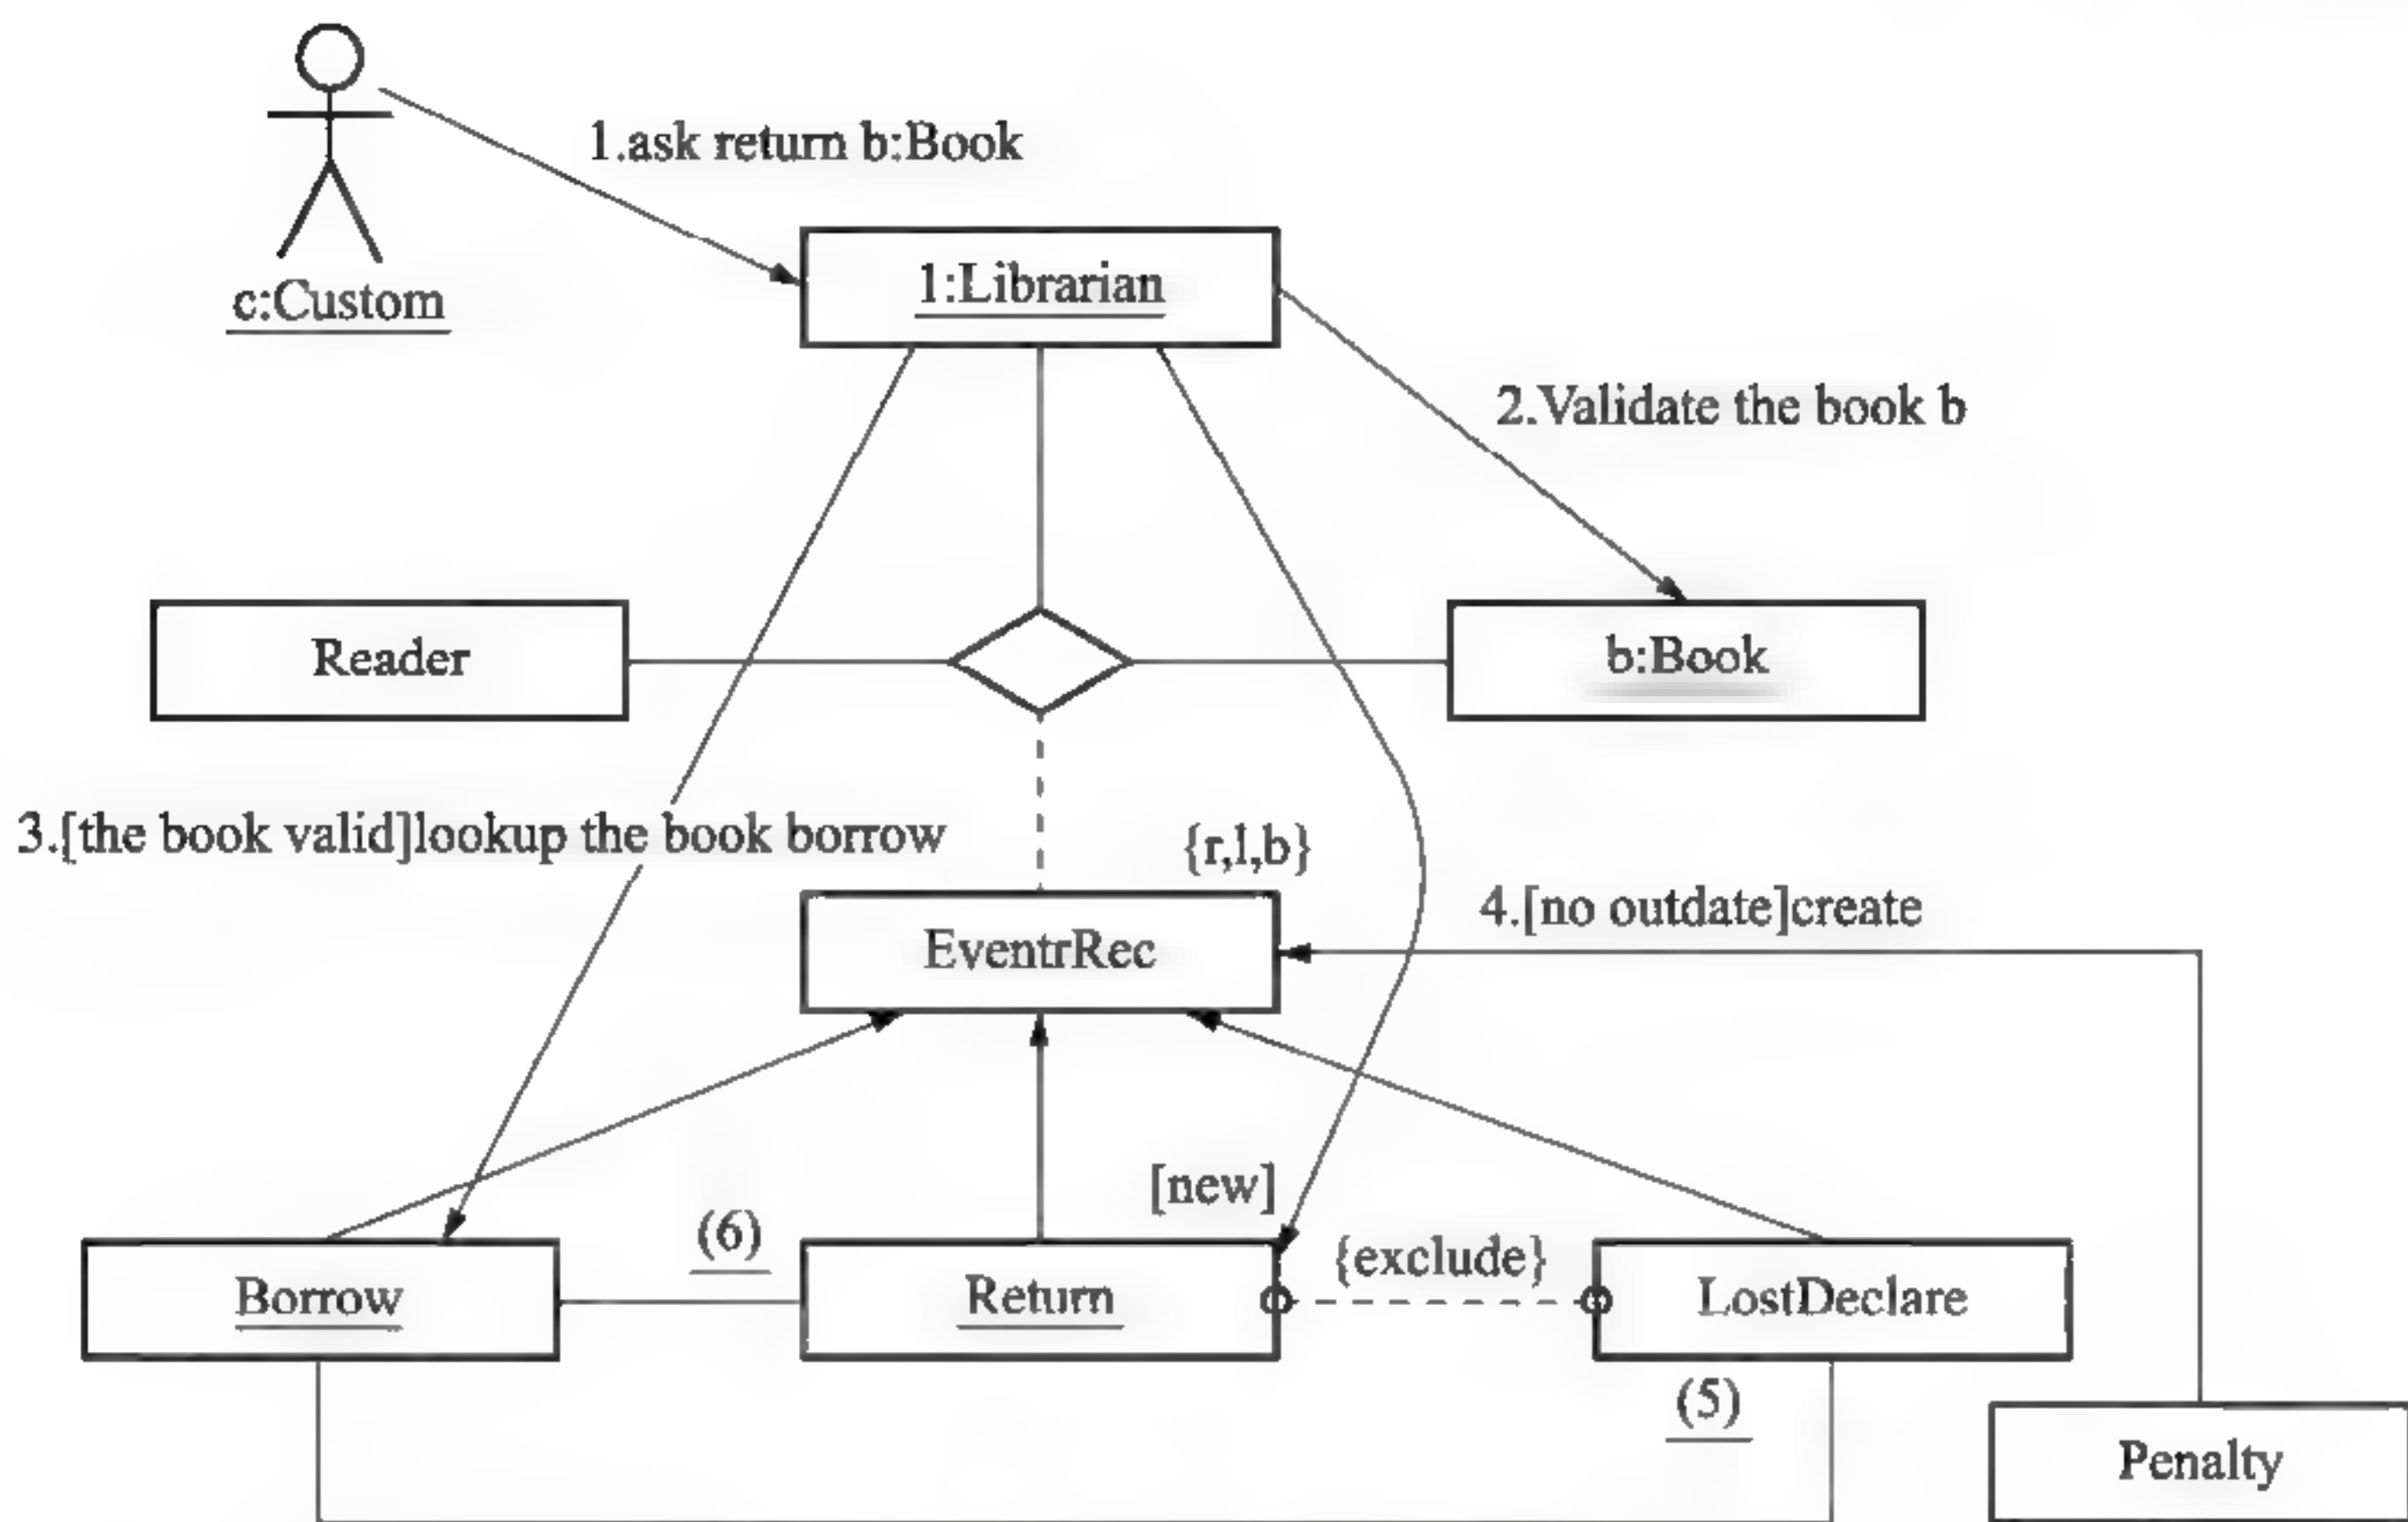 1.ask return b:Book
1:Librarian
c:Custom
2.Validate the book b
Reader
b:Book
3.[the book valid]lookup the book borrow
{r,l,b}
4.[no outdate]create
EventrRec
[new]
(6)
{exclude}
Borrow
Return
LostDeclare
(5)
Penalty